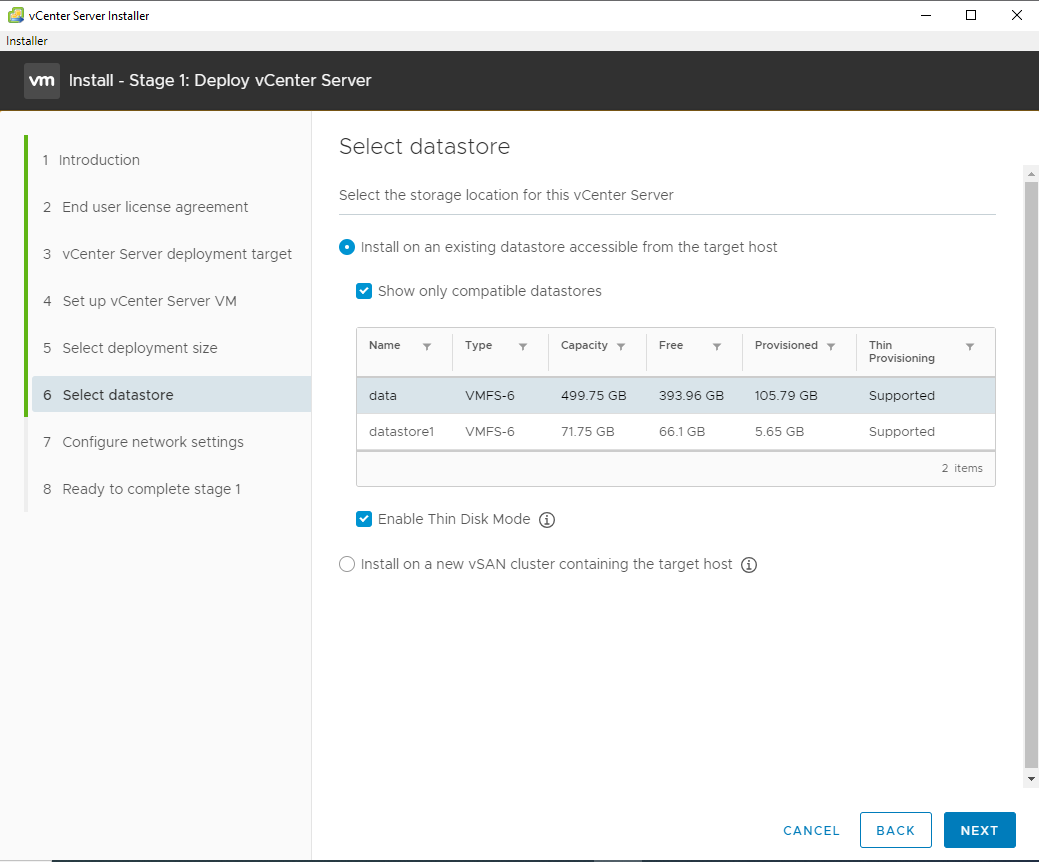 vCenter Server Installer
Installer
vm Install - Stage 1: Deploy vCenter Server
1 Introduction
2 End user license agreement
3 vCenter Server deployment target
4 Set up vCenter Server VM
5 Select deployment size
6 Select datastore
7 Configure network settings
8 Ready to complete stage 1
Select datastore
Select the storage location for this vCenter Server
Install on an existing datastore accessible from the target host
Show only compatible datastores
Name Type Capacity Free Provisioned Thin Provisioning
data VMFS-6 499.75 GB 393.96 GB 105.79 GB Supported
datastore1 VMFS-6 71.75 GB 66.1 GB 5.65 GB Supported
2 items
Enable Thin Disk Mode
Install on a new vSAN cluster containing the target host
CANCEL BACK NEXT